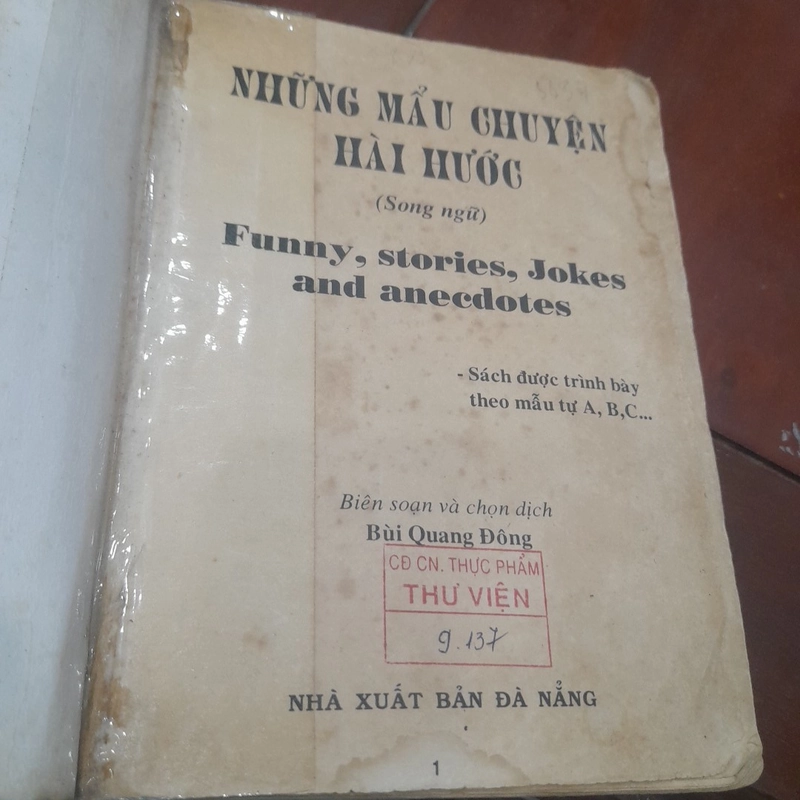 NHỮNG MẨU CHUYỆN
HÀI HƯỚC
(Song ngữ)
Funny, stories, Jokes
and anecdotes
- Sách được trình bày
theo mẫu tự A, B,C...
Biên soạn và chọn dịch
Bùi Quang Đông
CĐ CN. THỰC PHẨM
THƯ VIỆN
9.137
NHÀ XUẤT BẢN ĐÀ NẲNG
1